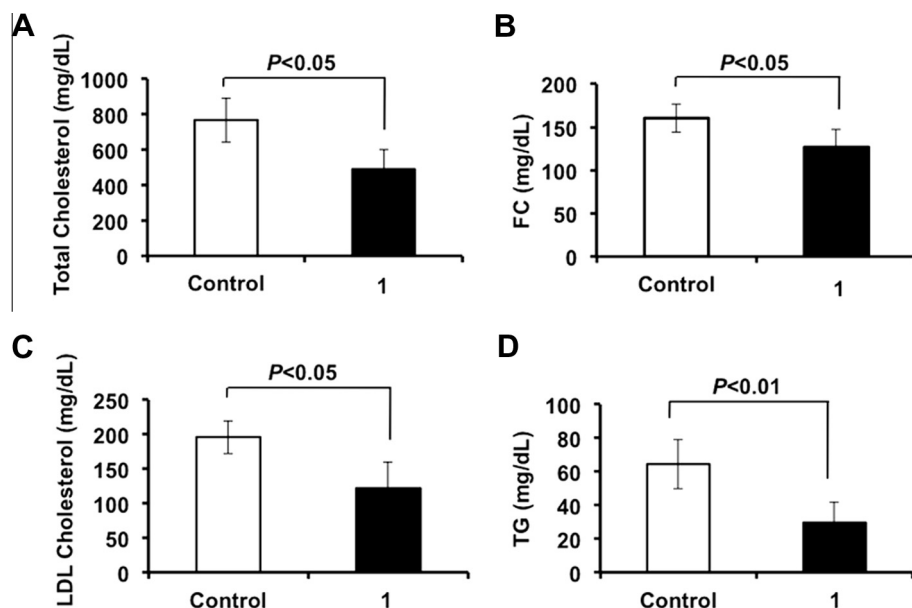 A
P<0.05
Total Cholesterol (mg/dL)
1000
800
600
400
200
0
Control
1
B
P<0.05
FC (mg/dL)
200
150
100
50
0
Control
1
C
P<0.05
LDL Cholesterol (mg/dL)
250
200
150
100
50
0
Control
1
D
P<0.01
TG (mg/dL)
100
80
60
40
20
0
Control
1